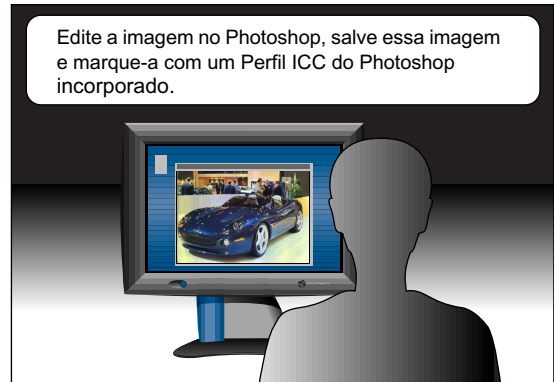 Edite a imagem no Photoshop, salve essa imagem
e marque-a com um Perfil ICC do Photoshop
incorporado.